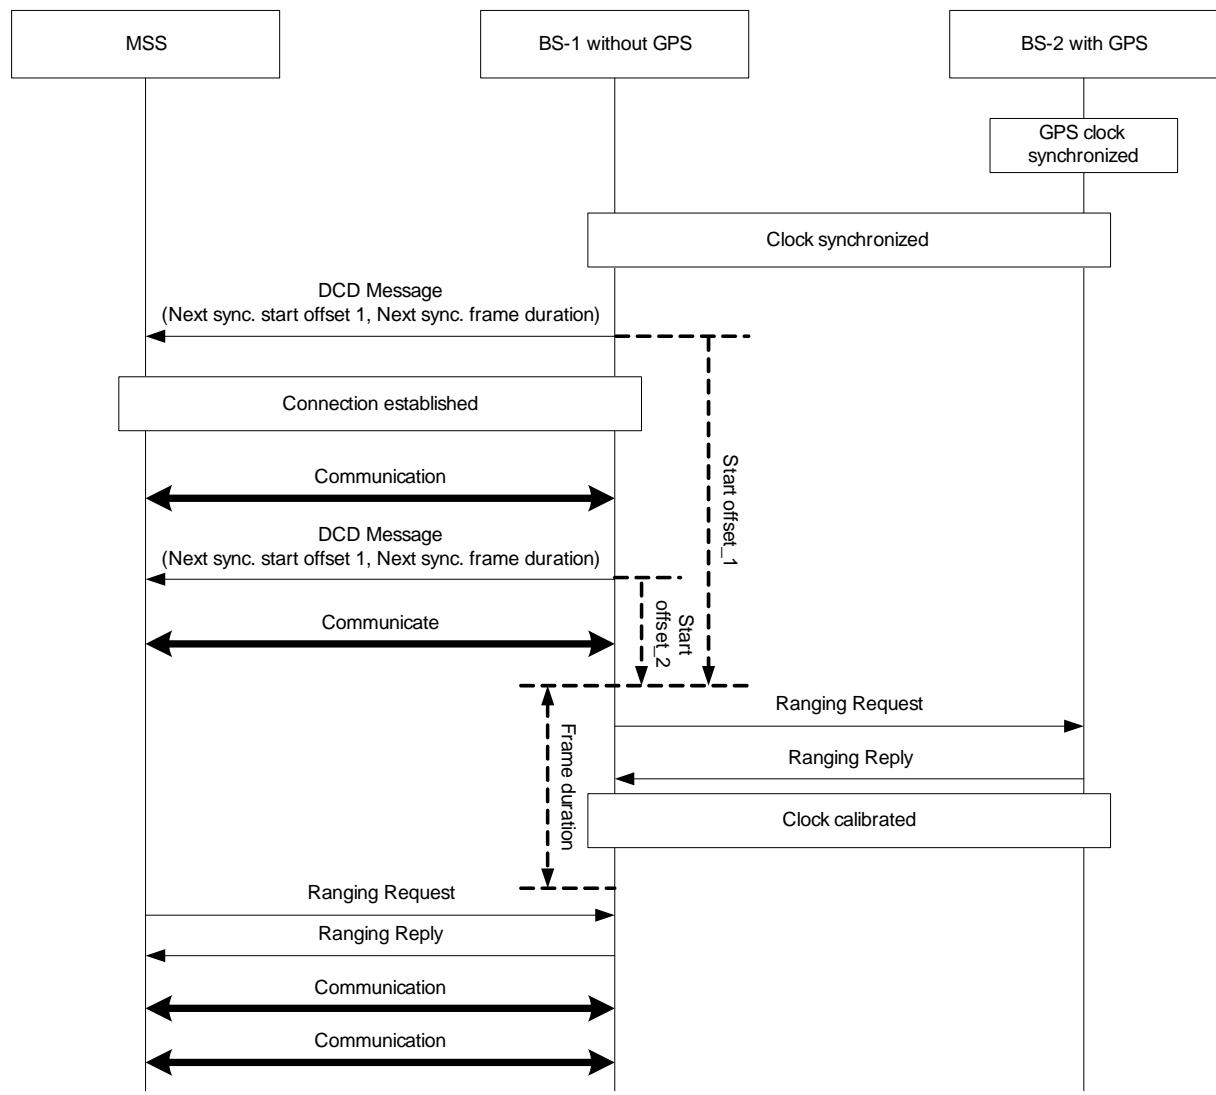 MSS
BS-1 without GPS
BS-2 with GPS
GPS clock
synchronized
Clock synchronized
DCD Message
(Next sync. start offset 1, Next sync. frame duration)
Connection established
Start offset_1
Communication
DCD Message
(Next sync. start offset 1, Next sync. frame duration)
Start
offset_2
Communicate
Ranging Request
Ranging Reply
Frame duration
Clock calibrated
Ranging Request
Ranging Reply
Communication
Communication